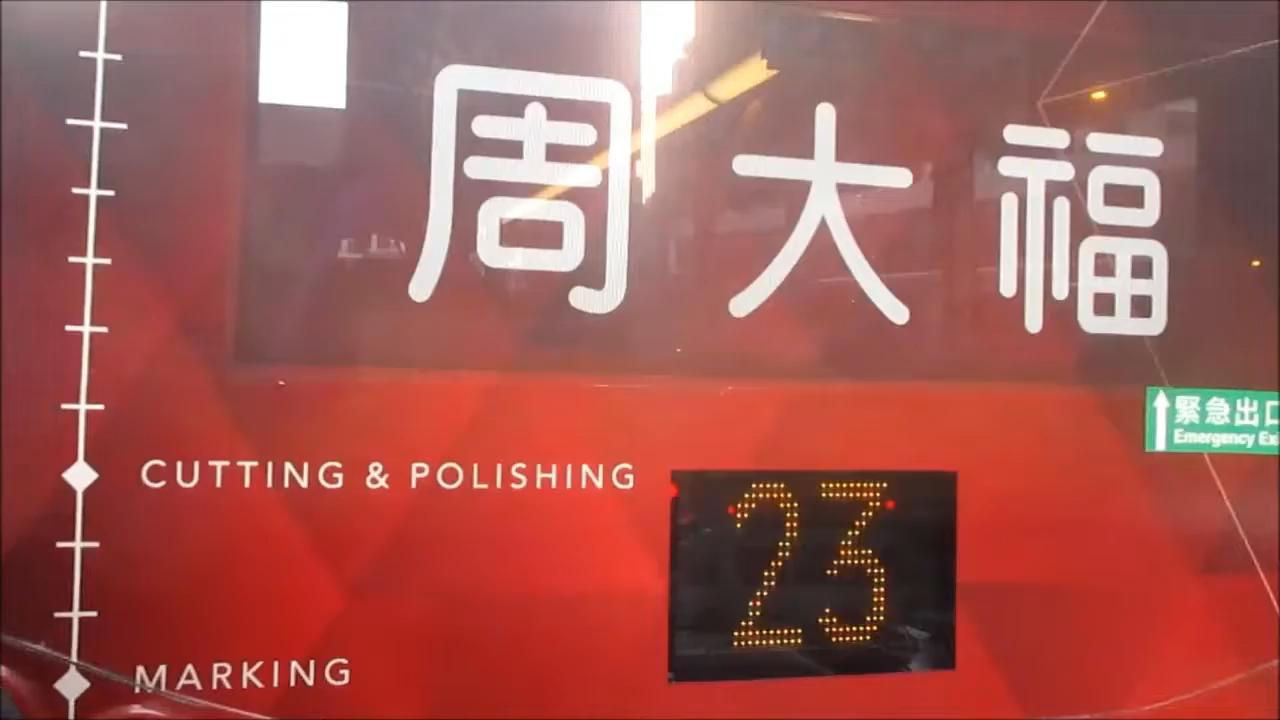 周大福
緊急出口
Emergency Ex
CUTTING & POLISHING
23
MARKING